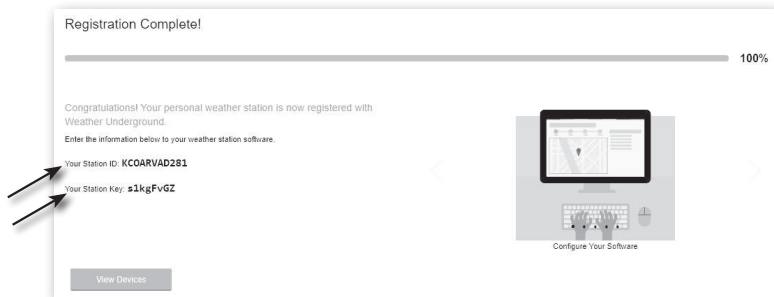 Registration Complete!
100%
Congratulations! Your personal weather station is now registered with
Weather Underground.
Enter the information below to your weather station software.
Your Station ID: KCOARVAD281
Your Station Key: s1kgFvGZ
Configure Your Software
View Devices